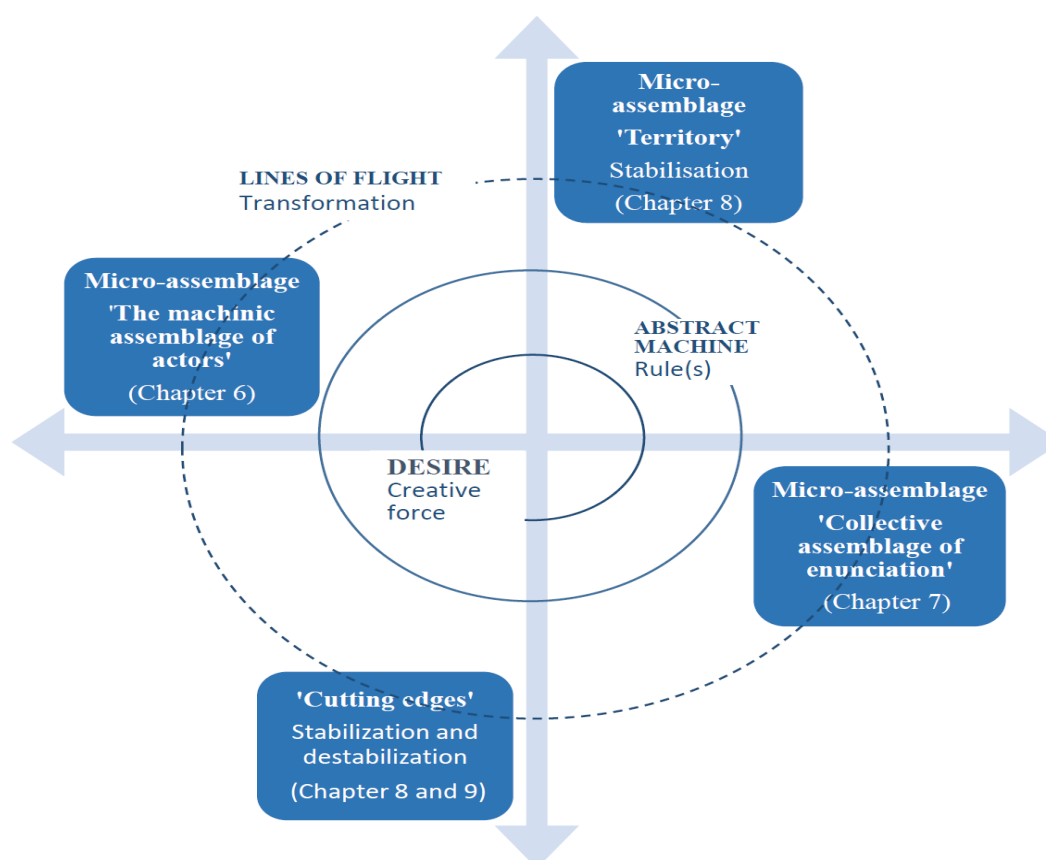 Micro-
assemblage
'Territory'
Stabilisation
(Chapter 8)
LINES OF FLIGHT
Transformation
Micro-assemblage
'The machinic
assemblage of
actors'
(Chapter 6)
ABSTRACT
MACHINE
Rule(s)
DESIRE
Creative
force
Micro-assemblage
'Collective
assemblage of
enunciation'
(Chapter 7)
'Cutting edges'
Stabilization and
destabilization
(Chapter 8 and 9)